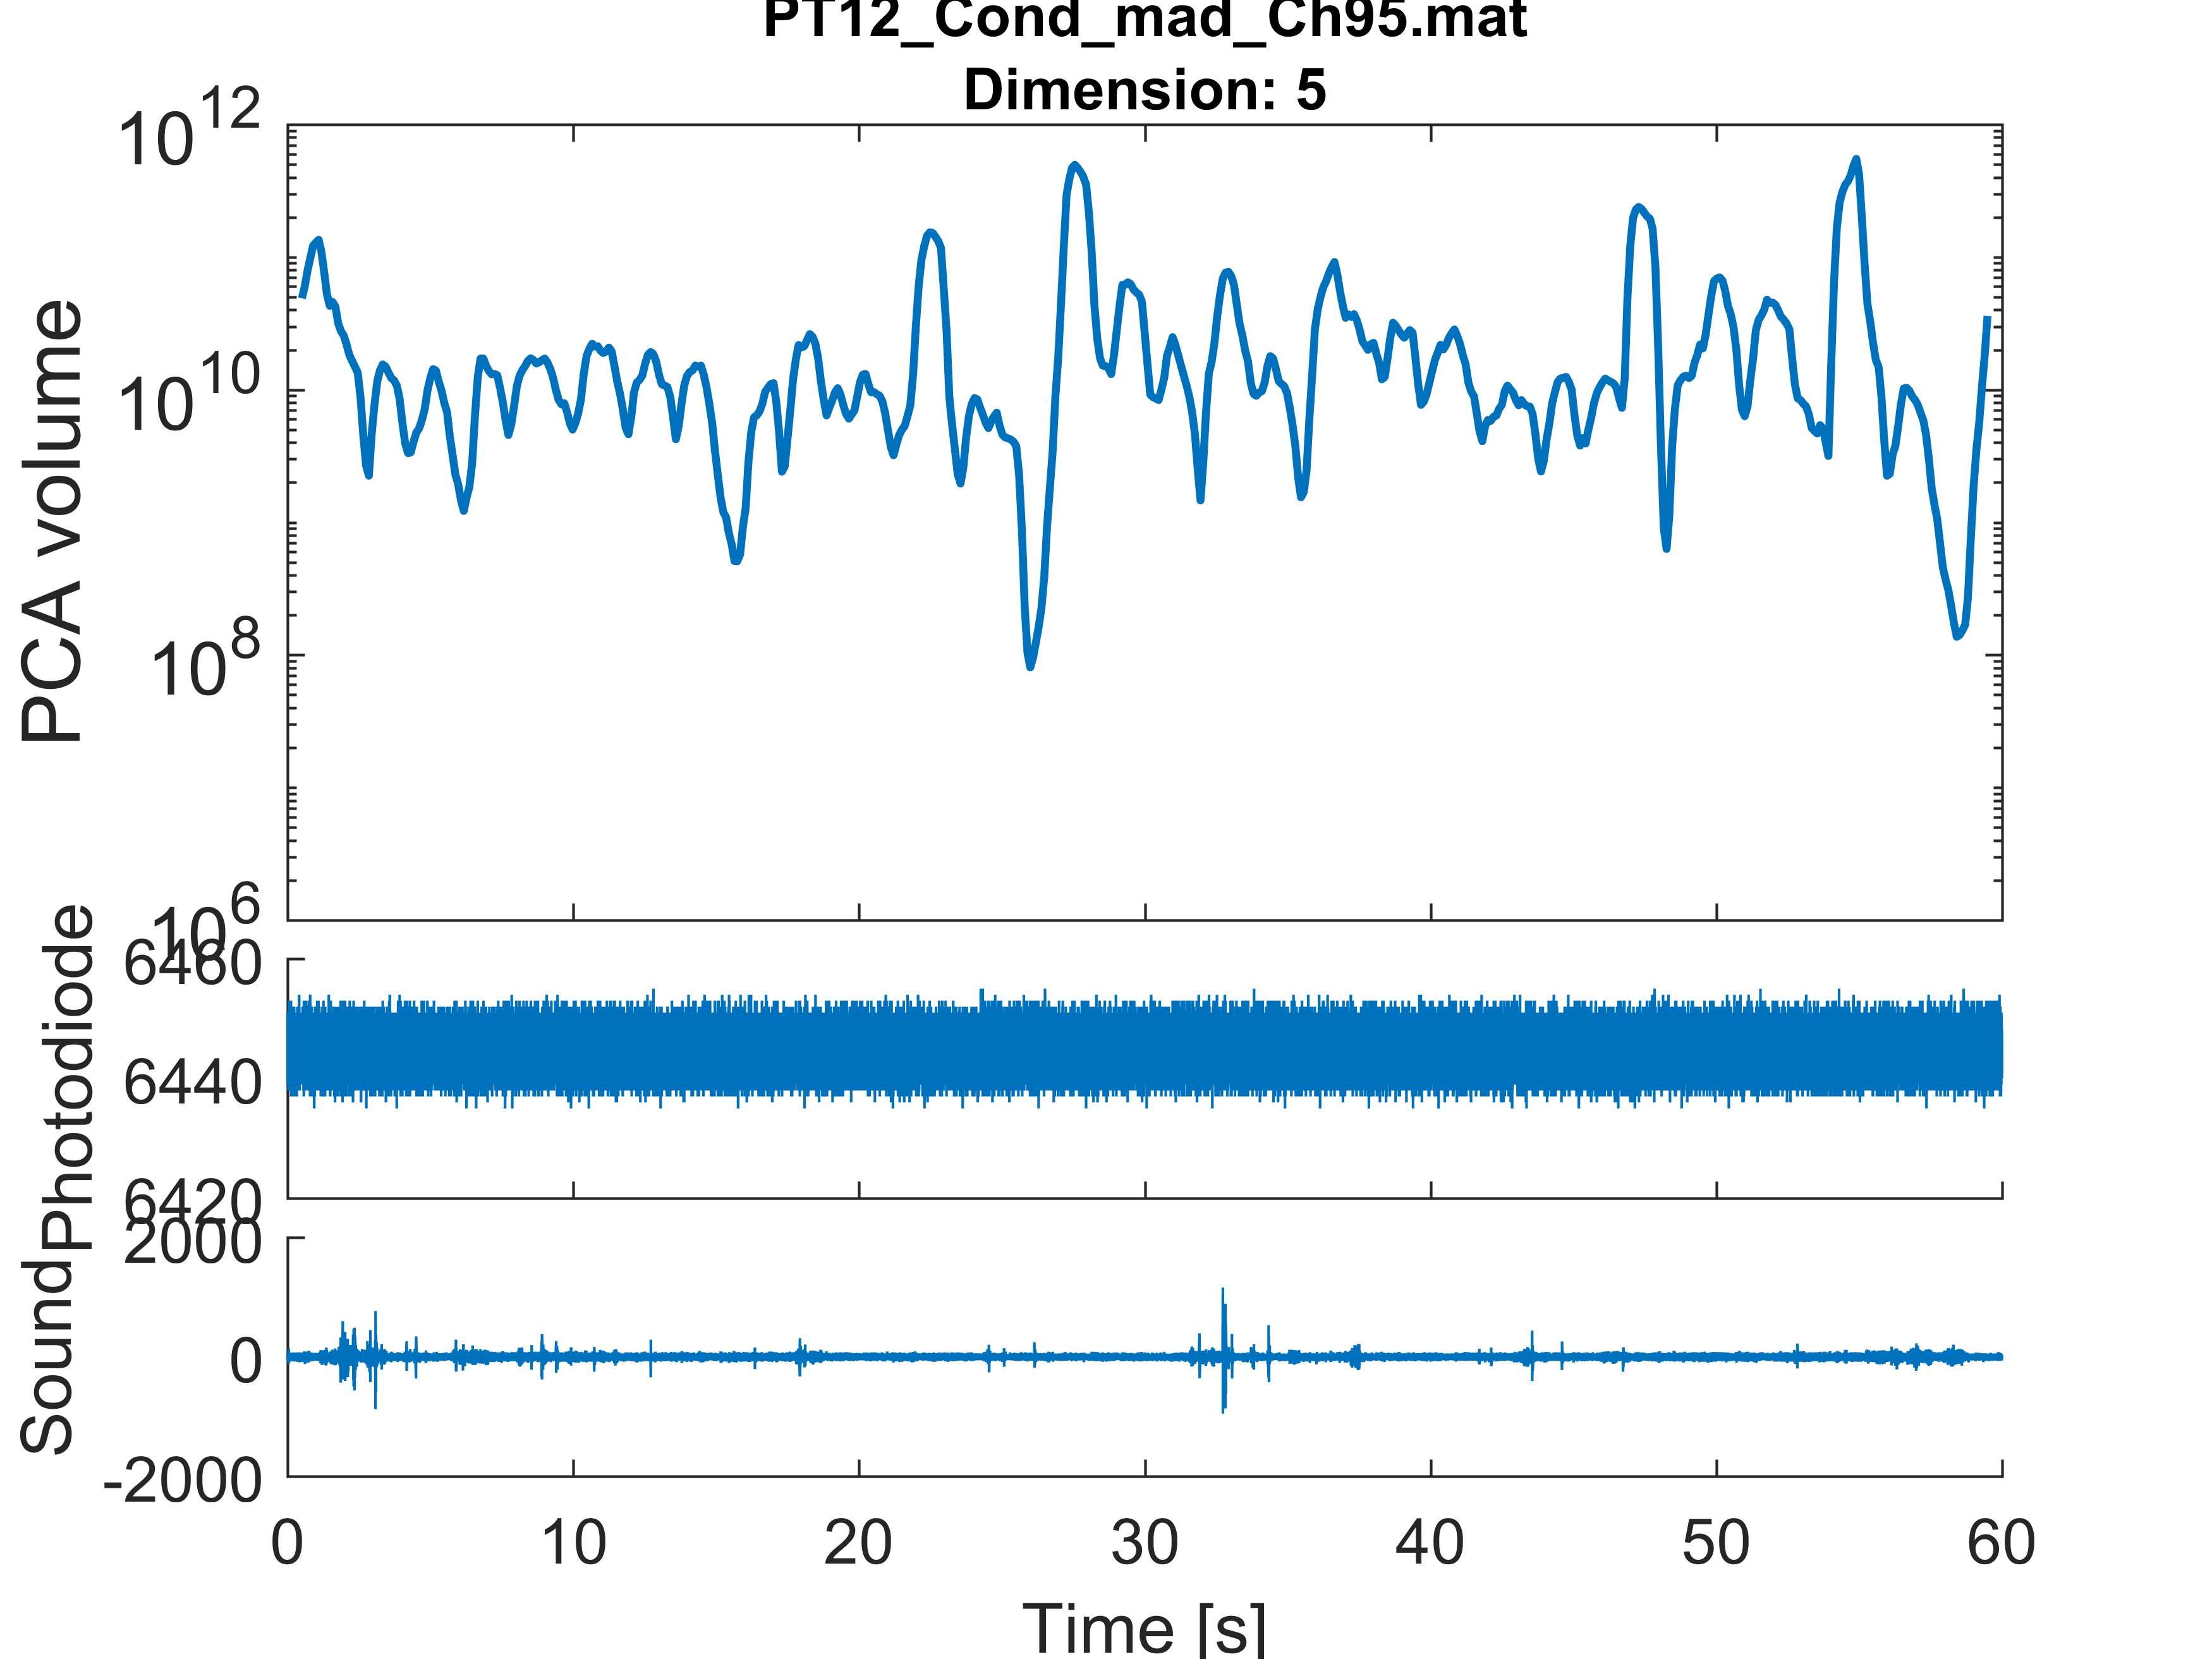 PT12_Cond_mad_Ch95.mat
Dimension: 5
PCA volume
10^12
10^10
10^8
10^6
Photodiode
6460
6440
6420
Sound
2000
0
-2000
0 10 20 30 40 50 60
Time [s]